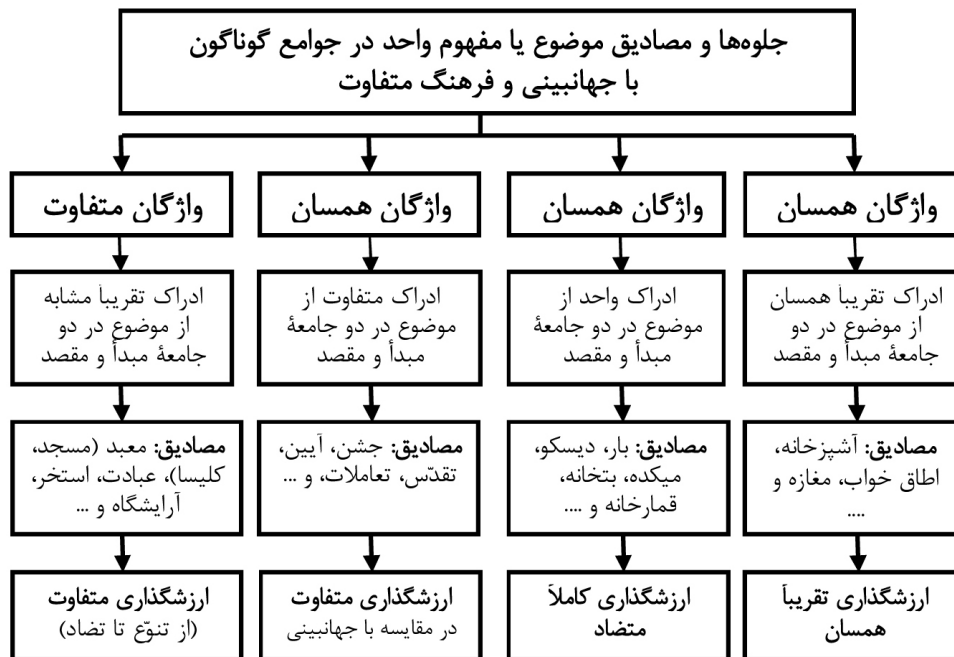 جلوه‌ها و مصادیق موضوع یا مفهوم واحد در جوامع گوناگون
با جهانبینی و فرهنگ متفاوت
واژگان همسان
ادراک تقریباً همسان
از موضوع در دو
جامعهٔ مبدأ و مقصد
مصادیق: آشپزخانه،
اطاق خواب، مغازه و
....
ارزشگذاری تقریباً
همسان
واژگان همسان
ادراک واحد از
موضوع در دو جامعهٔ
مبدأ و مقصد
مصادیق: بار، دیسکو،
میکده، بتخانه،
قمارخانه و ....
ارزشگذاری کاملاً
متضاد
واژگان همسان
ادراک متفاوت از
موضوع در دو جامعهٔ
مبدأ و مقصد
مصادیق: جشن، آیین،
تقدّس، تعاملات، و ...
ارزشگذاری متفاوت
در مقایسه با جهانبینی
واژگان متفاوت
ادراک تقریباً مشابه
از موضوع در دو
جامعهٔ مبدأ و مقصد
مصادیق: معبد (مسجد،
کلیسا)، عبادت، استخر،
آرایشگاه و ...
ارزشگذاری متفاوت
(از تنوّع تا تضاد)